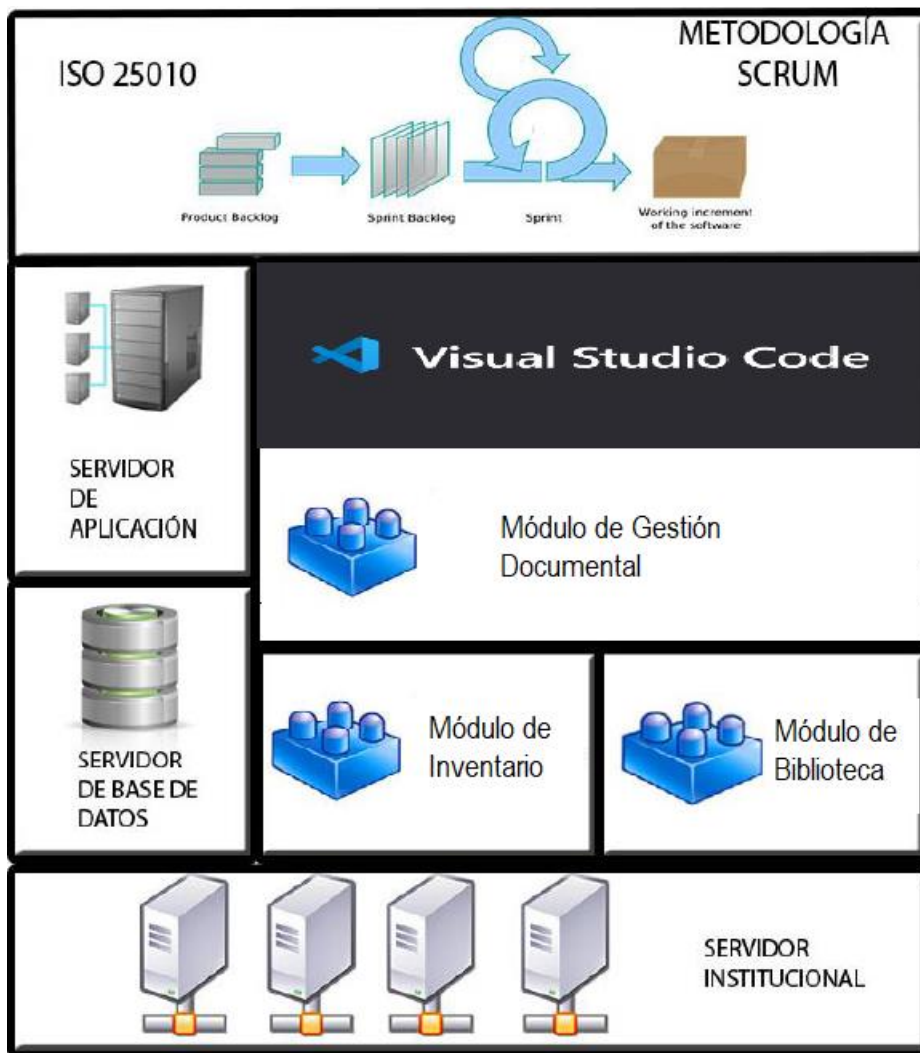 ISO 25010
METODOLOGÍA
SCRUM
Product Backlog
Sprint Backlog
Sprint
Working increment
of the software
SERVIDOR
DE
APLICACIÓN
Visual Studio Code
Módulo de Gestión
Documental
SERVIDOR
DE BASE DE
DATOS
Módulo de
Inventario
Módulo de
Biblioteca
SERVIDOR
INSTITUCIONAL